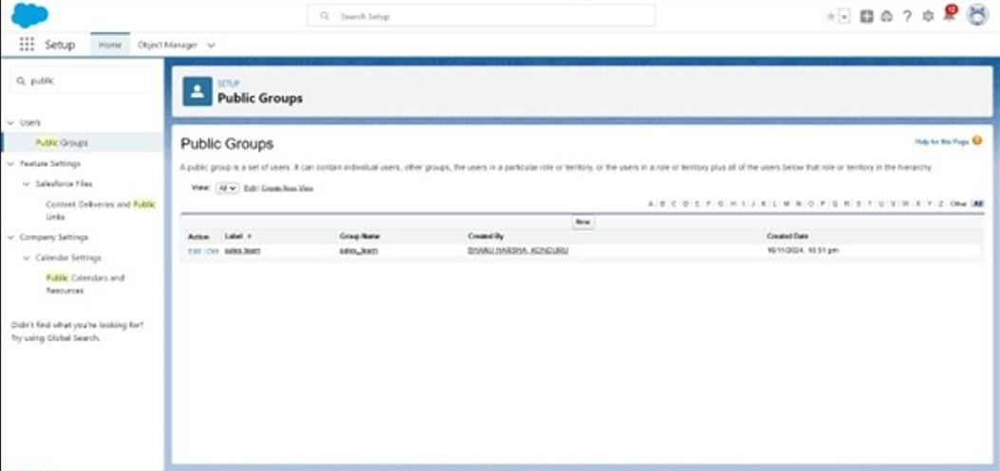 Search Setup
12
Setup Home Object Manager
public
Users
Public Groups
Feature Settings
Salesforce Files
Content Deliveries and Public
Links
Company Settings
Calendar Settings
Public Calendars and
Resources
Didn't find what you're looking for?
Try using Global Search.
SETUP
Public Groups
Public Groups
Help for this Page
A public group is a set of users. It can contain individual users, other groups, the users in a particular role or territory, or the users in a role or territory plus all of the users below that role or territory in the hierarchy.
View: All Edit | Create New View
A B C D E F G H I J K L M N O P Q R S T U V W X Y Z Other All
New
Action Label Group Name Created By Created Date
Edit | Del sales team sales_team BHANU HARSHA, KONDURU 16/11/2024, 10:51 pm